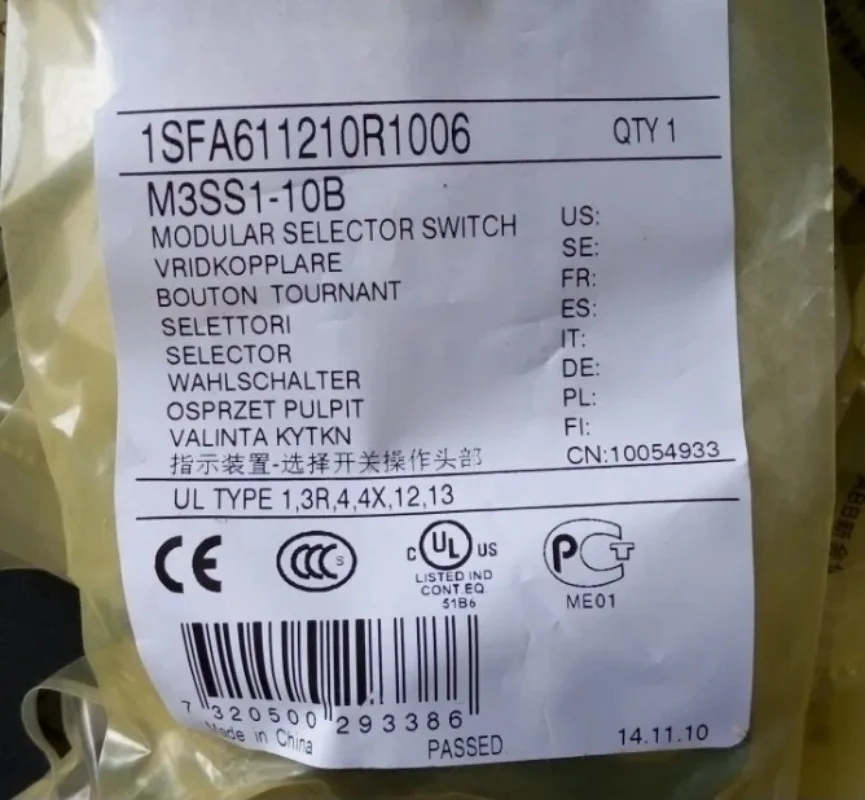 1SFA611210R1006 QTY 1
M3SS1-10B
MODULAR SELECTOR SWITCH US:
VRIDKOPPLARE SE:
BOUTON TOURNANT FR:
SELETTORI ES:
SELECTOR IT:
WAHLSCHALTER DE:
OSPRZET PULPIT PL:
VALINTA KYTKN FI:
指示装置-选择开关操作头部 CN:10054933
UL TYPE 1,3R,4,4X,12,13
CE CCC S C UL US PCT
LISTED IND
CONT.EQ
51B6
ME01
7 320500 293386
Made in China
PASSED 14.11.10